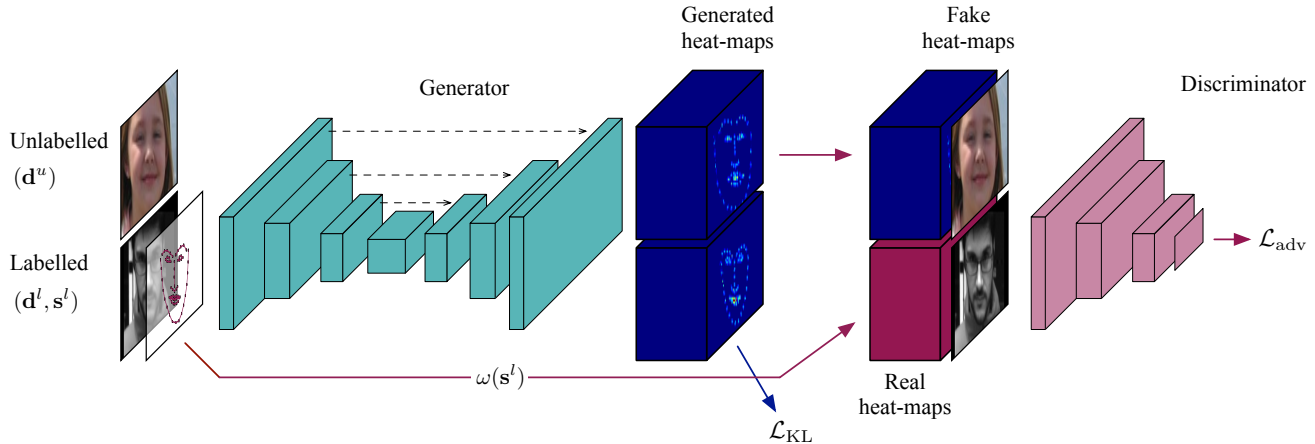 Generated
heat-maps
Fake
heat-maps
Generator
Discriminator
Unlabelled
(d^u)
Labelled
(d^l, s^l)
ω(s^l)
Real
heat-maps
ℒ_KL
ℒ_adv